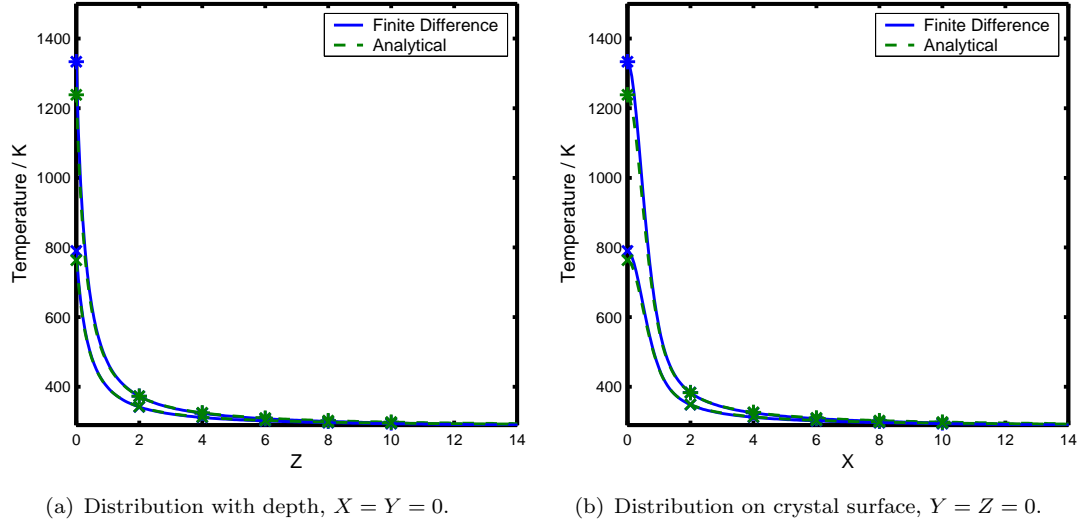 Finite Difference
Analytical
1400
1200
1000
800
600
400
Temperature / K
0 2 4 6 8 10 12 14
Z
(a) Distribution with depth, X = Y = 0.
Finite Difference
Analytical
1400
1200
1000
800
600
400
Temperature / K
0 2 4 6 8 10 12 14
X
(b) Distribution on crystal surface, Y = Z = 0.